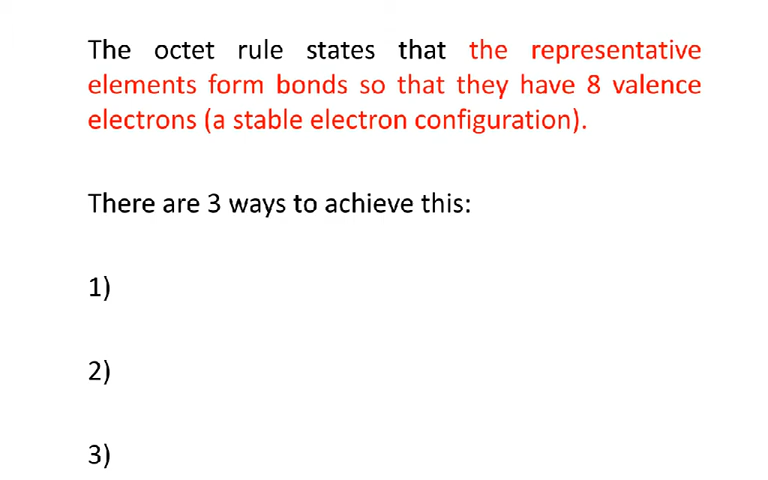 The octet rule states that the representative
elements form bonds so that they have 8 valence
electrons (a stable electron configuration).
There are 3 ways to achieve this:
1)
2)
3)